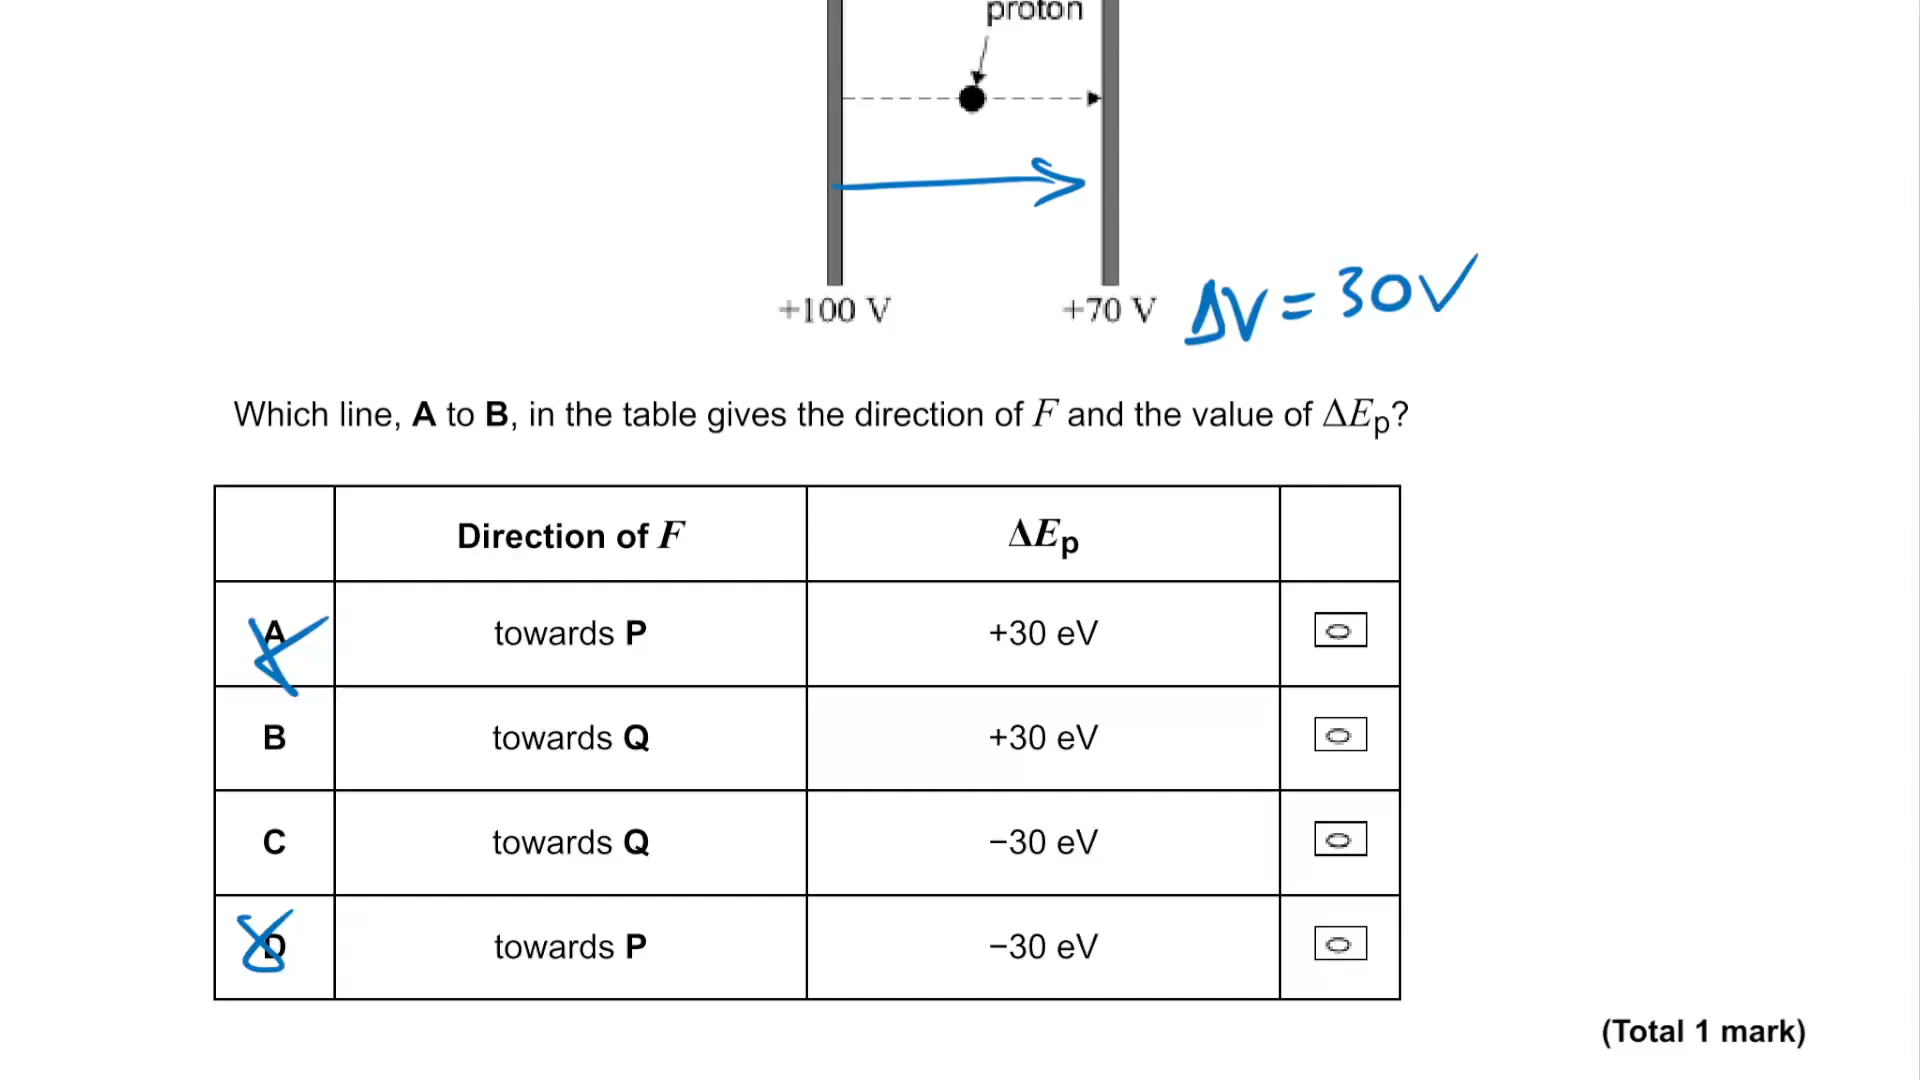 proton
+100 V
+70 V
ΔV = 30V
Which line, A to B, in the table gives the direction of F and the value of ΔEp?
Direction of F ΔEp
A towards P +30 eV
B towards Q +30 eV
C towards Q −30 eV
D towards P −30 eV
(Total 1 mark)